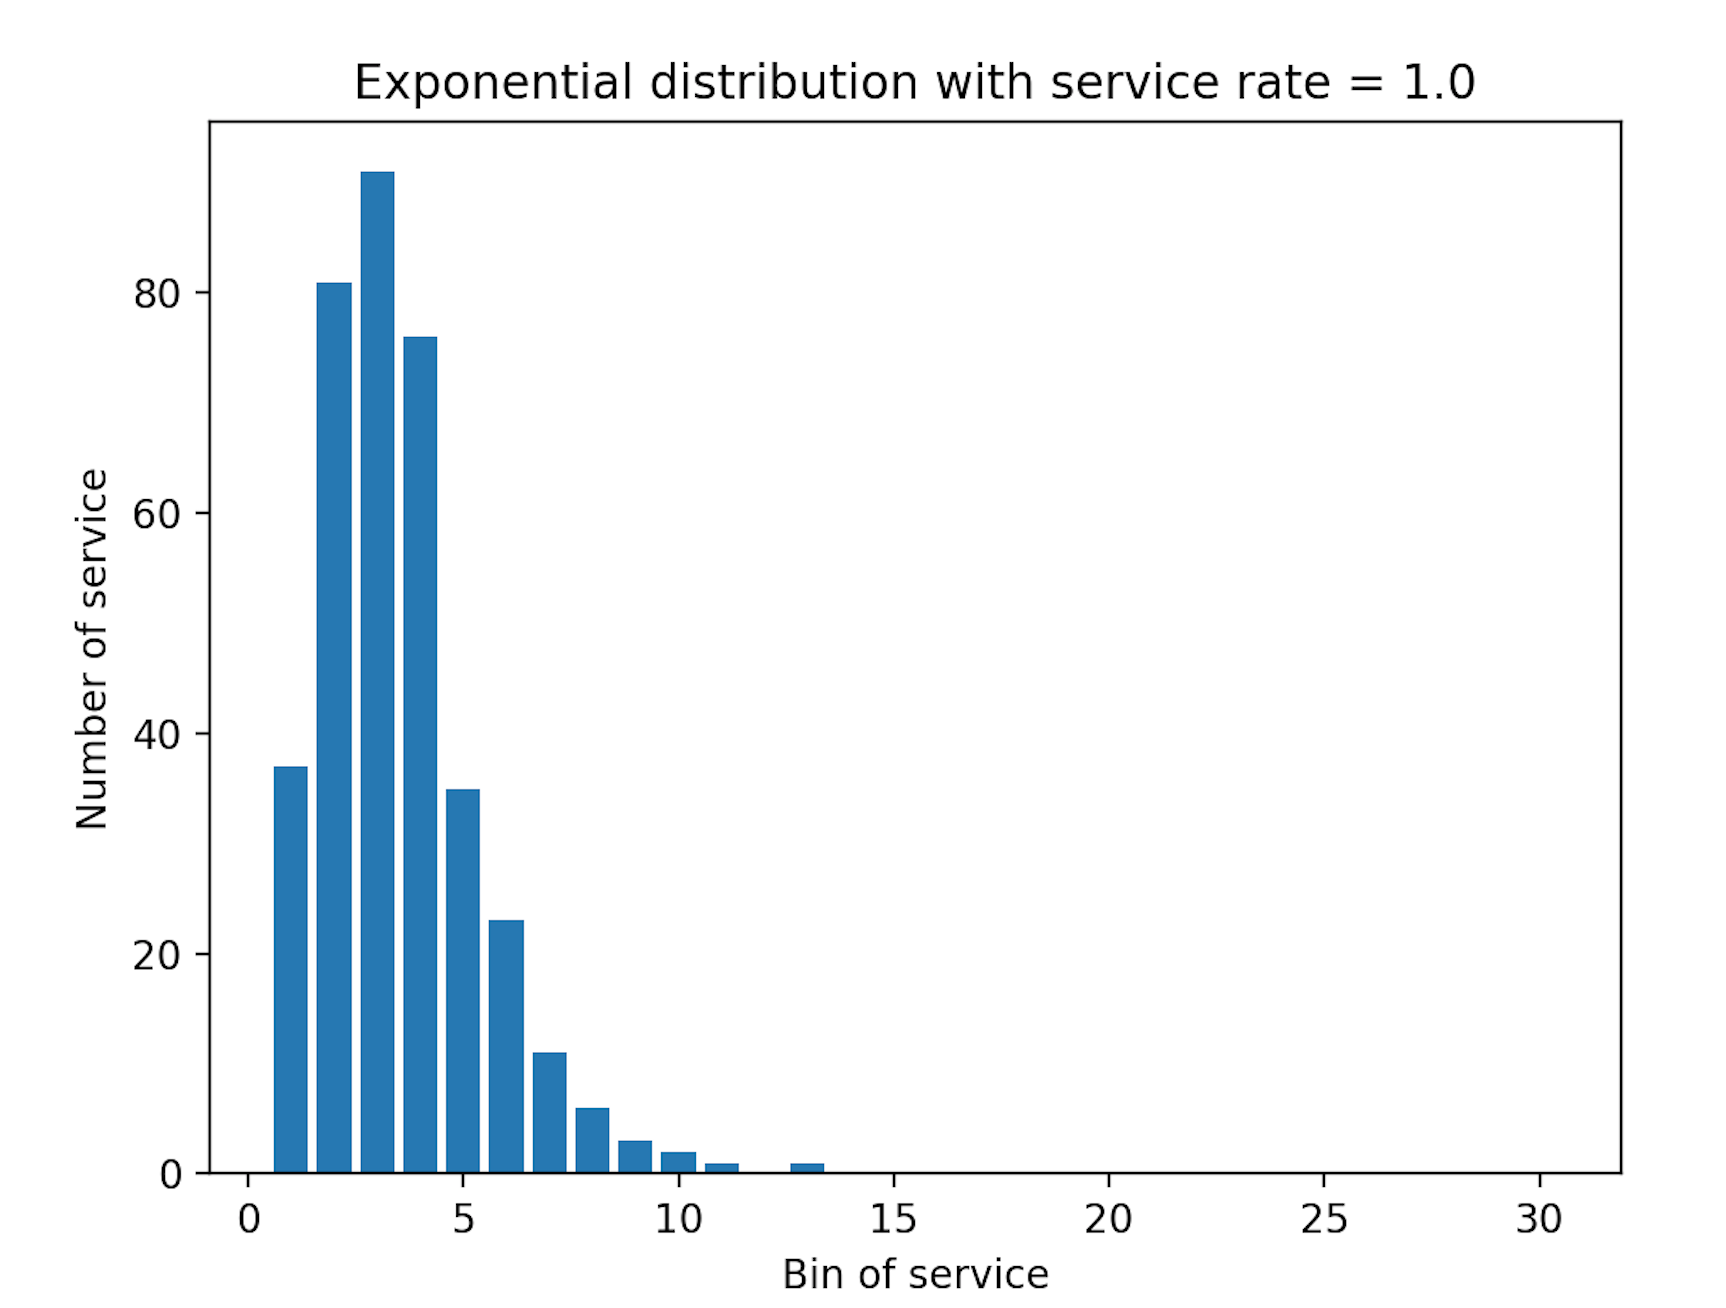 Exponential distribution with service rate = 1.0
Number of service
80
60
40
20
0
0 5 10 15 20 25 30
Bin of service